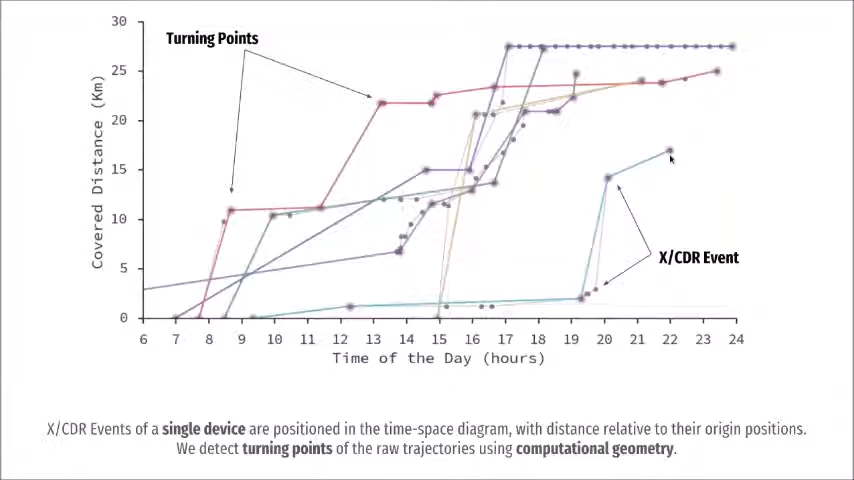 Turning Points
X/CDR Event
Covered Distance (Km)
30
25
20
15
10
5
0
6 7 8 9 10 11 12 13 14 15 16 17 18 19 20 21 22 23 24
Time of the Day (hours)
X/CDR Events of a single device are positioned in the time-space diagram, with distance relative to their origin positions.
We detect turning points of the raw trajectories using computational geometry.